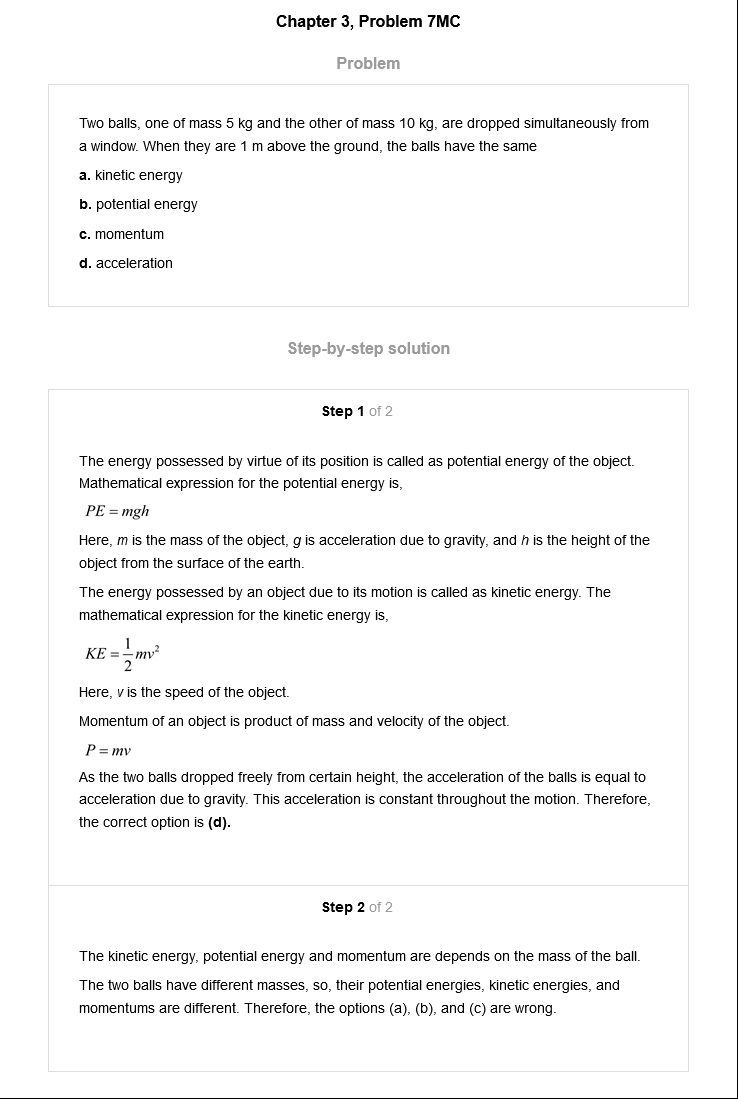 Chapter 3, Problem 7MC
Problem
Two balls, one of mass 5 kg and the other of mass 10 kg, are dropped simultaneously from
a window. When they are 1 m above the ground, the balls have the same
a. kinetic energy
b. potential energy
c. momentum
d. acceleration
Step-by-step solution
Step 1 of 2
The energy possessed by virtue of its position is called as potential energy of the object.
Mathematical expression for the potential energy is,
PE = mgh
Here, m is the mass of the object, g is acceleration due to gravity, and h is the height of the
object from the surface of the earth.
The energy possessed by an object due to its motion is called as kinetic energy. The
mathematical expression for the kinetic energy is,
KE = 1/2 mv²
Here, v is the speed of the object.
Momentum of an object is product of mass and velocity of the object.
P = mv
As the two balls dropped freely from certain height, the acceleration of the balls is equal to
acceleration due to gravity. This acceleration is constant throughout the motion. Therefore,
the correct option is (d).
Step 2 of 2
The kinetic energy, potential energy and momentum are depends on the mass of the ball.
The two balls have different masses, so, their potential energies, kinetic energies, and
momentums are different. Therefore, the options (a), (b), and (c) are wrong.